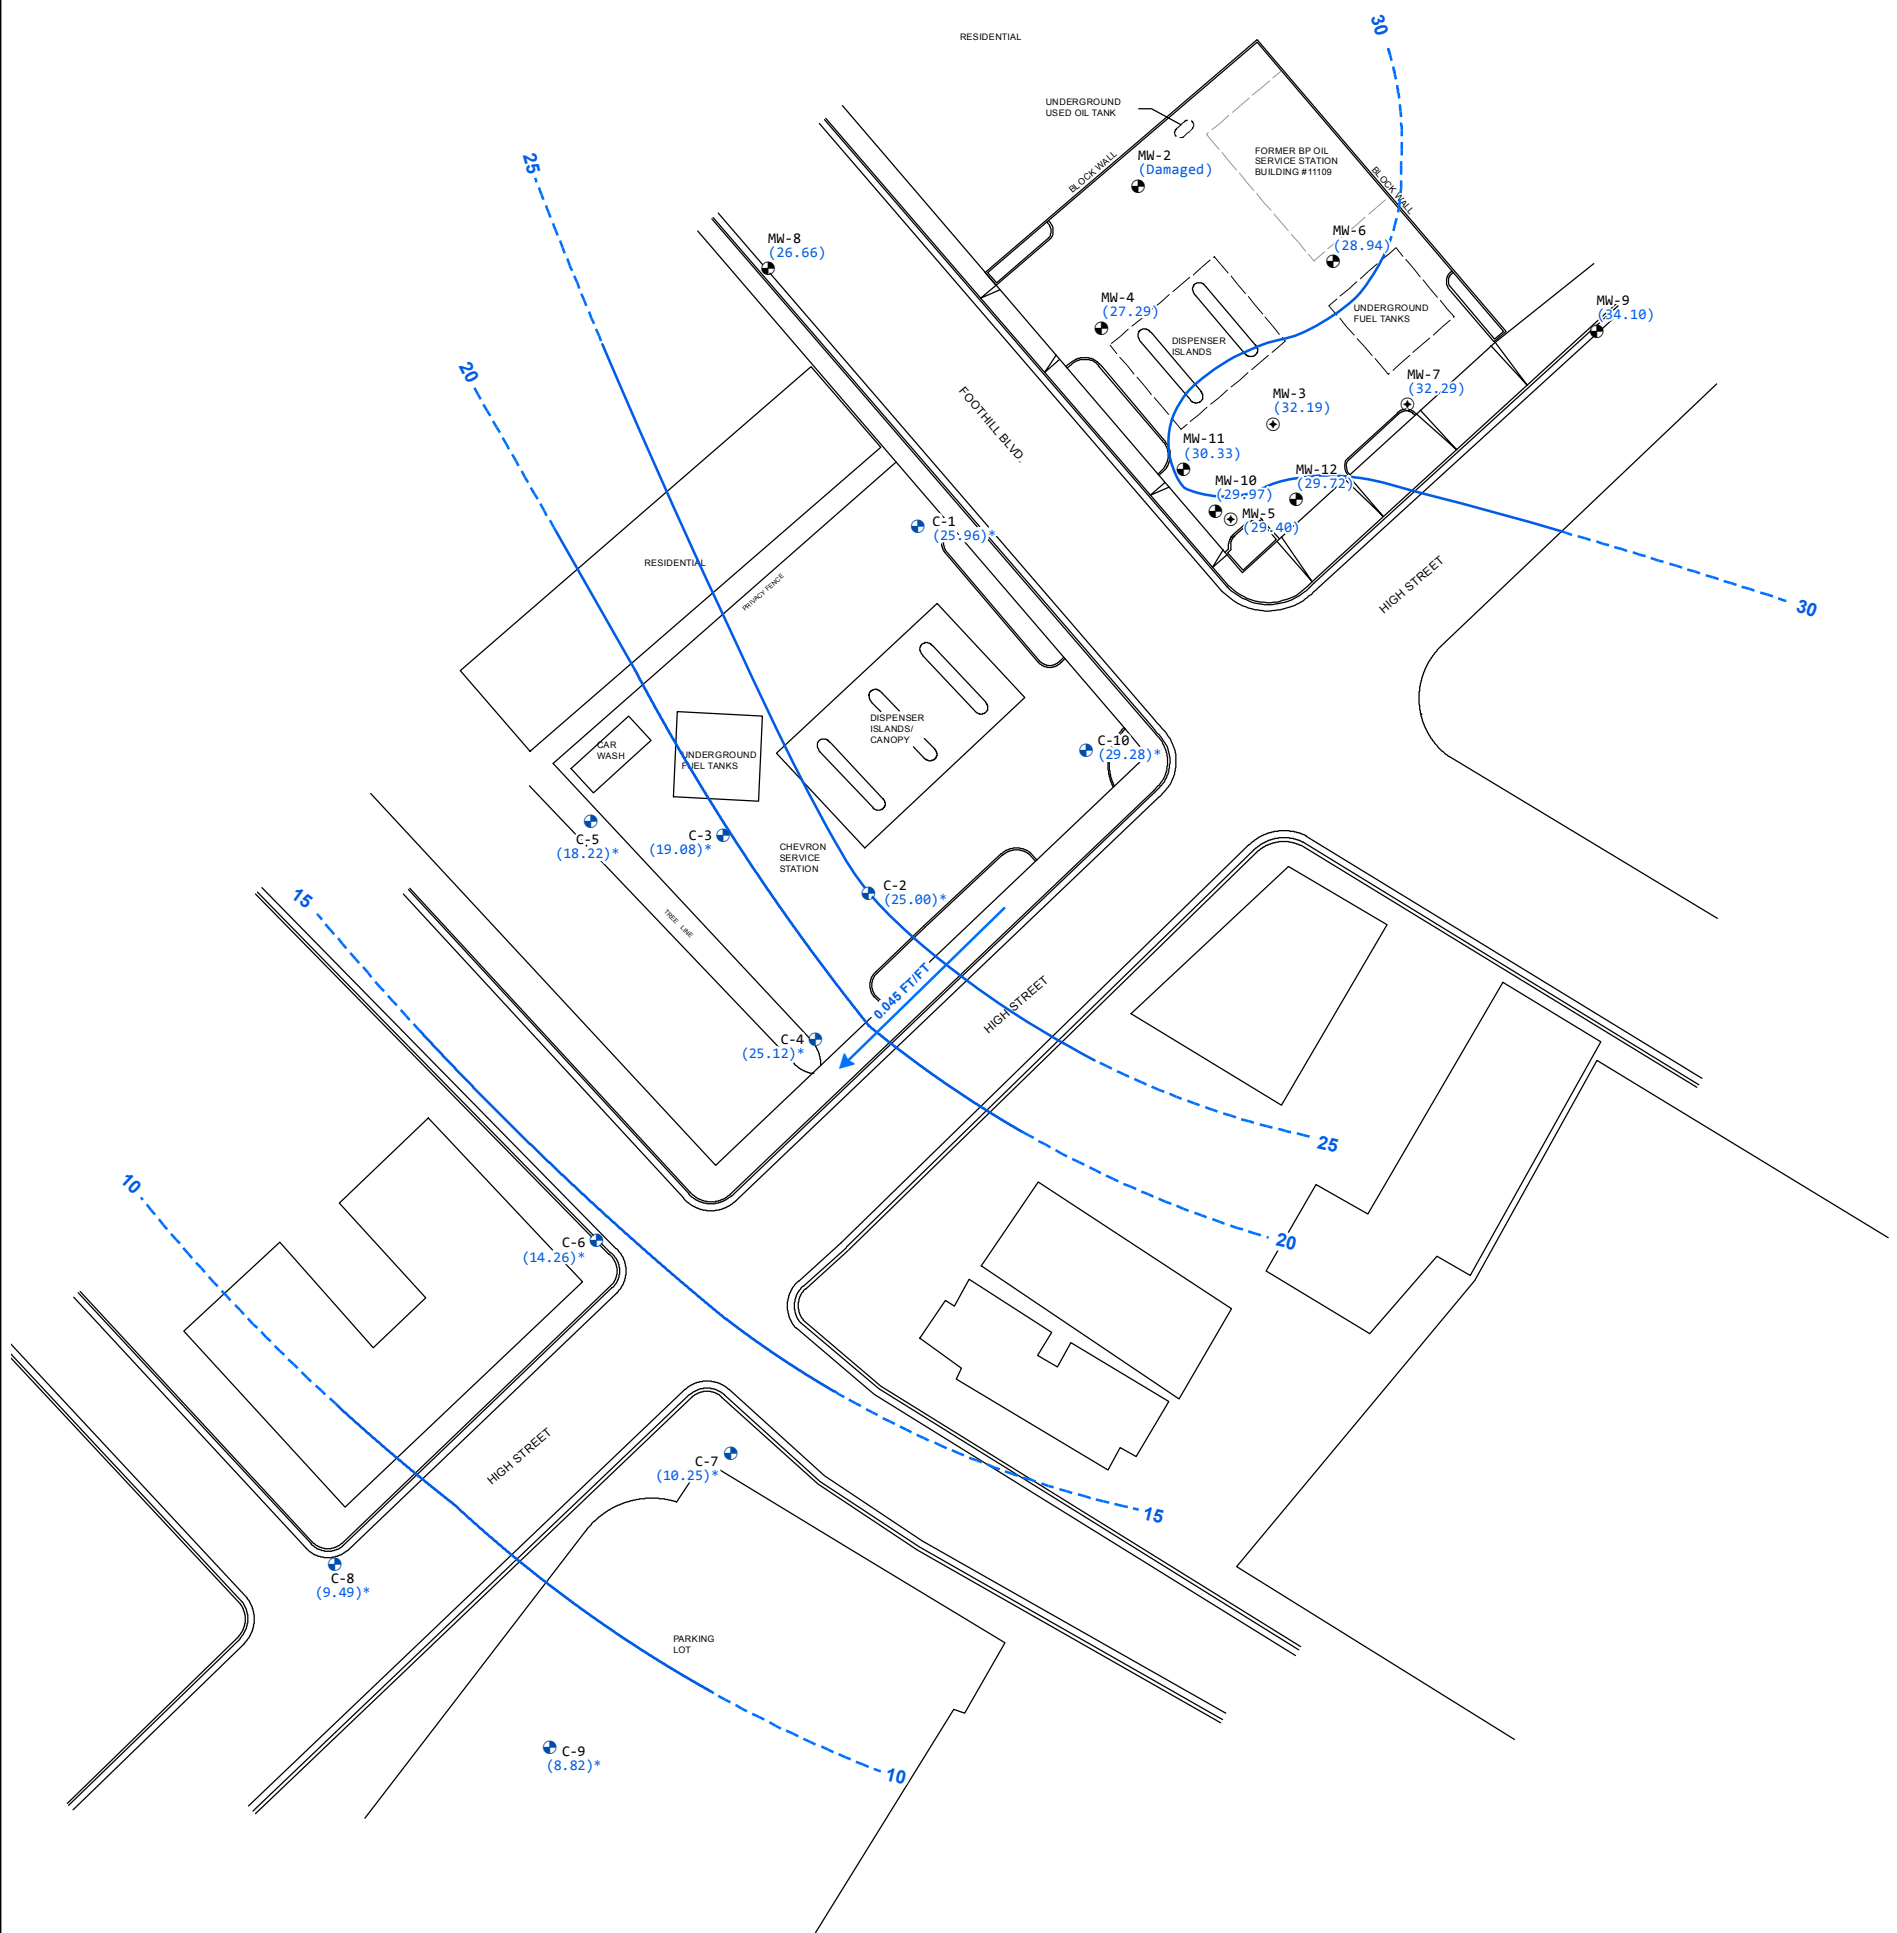 30
RESIDENTIAL
UNDERGROUND
USED OIL TANK
FORMER BP OIL
SERVICE STATION
BUILDING #11109
MW-2
(Damaged)
BLOCK WALL
BLOCK WALL
25
MW-8
(26.66)
MW-6
(28.94)
MW-4
(27.29)
UNDERGROUND
FUEL TANKS
MW-9
(34.10)
DISPENSER
ISLANDS
20
FOOTHILL BLVD.
MW-7
(32.29)
MW-3
(32.19)
MW-11
(30.33)
MW-12
(29.72)
MW-10
(29.97)
MW-5
(29.40)
C-1
(25.96)*
RESIDENTIAL
PRIVACY FENCE
HIGH STREET
30
DISPENSER
ISLANDS/
CANOPY
CAR
WASH
UNDERGROUND
FUEL TANKS
C-10
(29.28)*
C-5
(18.22)*
C-3
(19.08)*
CHEVRON
SERVICE
STATION
C-2
(25.00)*
15
TREE LINE
0.045 FT/FT
HIGH STREET
C-4
(25.12)*
25
10
20
C-6
(14.26)*
HIGH STREET
C-7
(10.25)*
15
C-8
(9.49)*
PARKING
LOT
C-9
(8.82)*
10